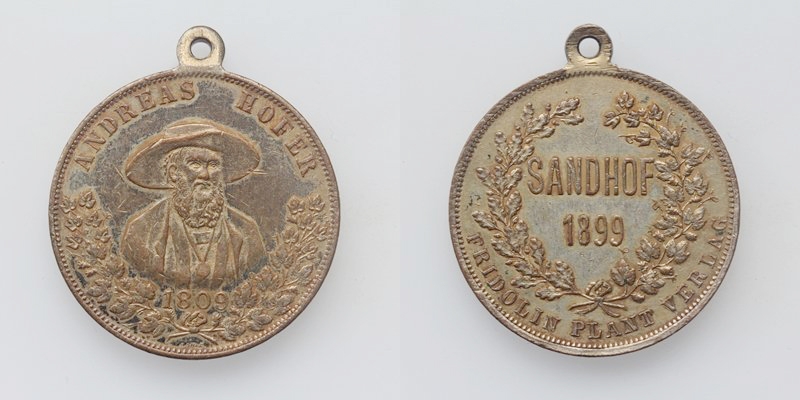 ANDREAS HOFER
1809
SANDHOF
1899
FRIDOLIN PLANT VERLAG